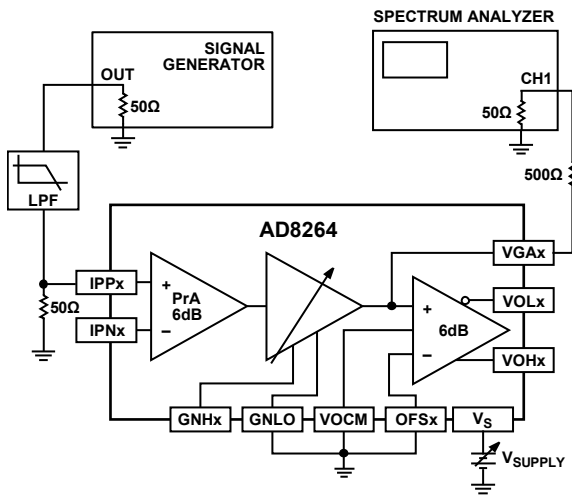 SPECTRUM ANALYZER
SIGNAL
GENERATOR
OUT
50Ω
CH1
50Ω
500Ω
LPF
AD8264
VGAx
IPPx
+
PrA
6dB
–
50Ω
IPNx
+
6dB
–
VOLx
VOHx
GNHx
GNLO
VOCM
OFSx
VS
VSUPPLY